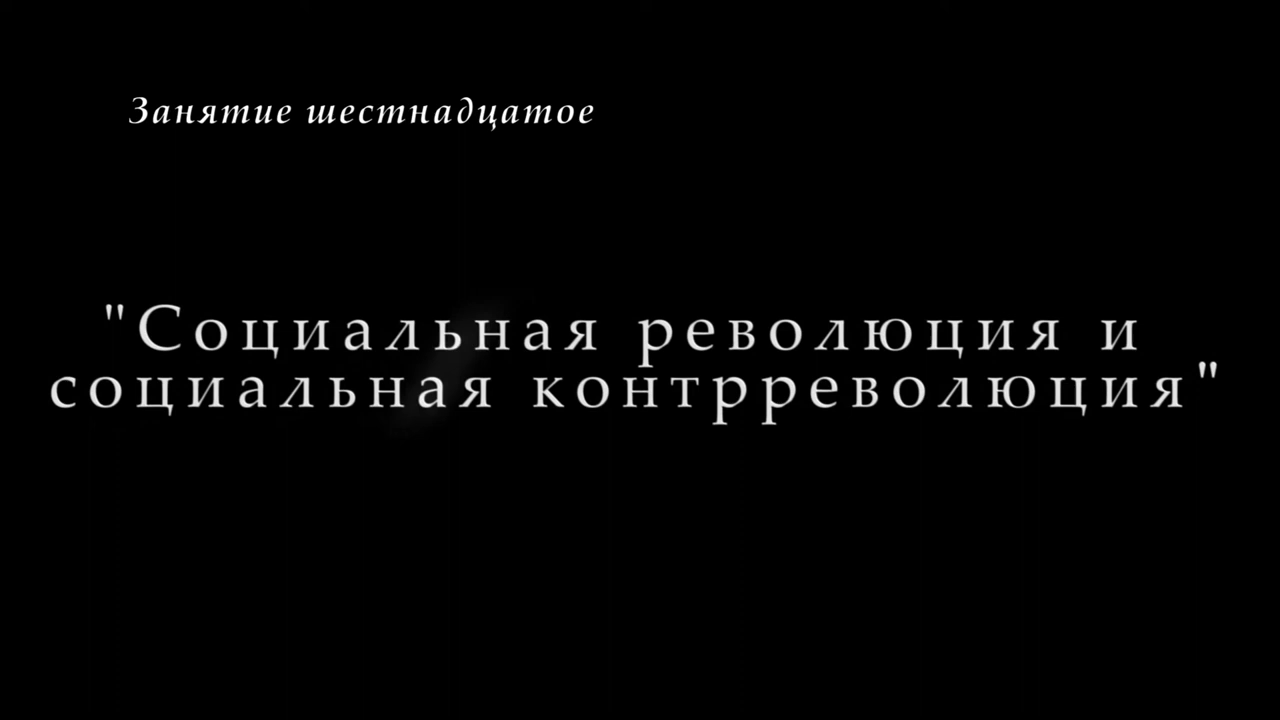 Занятие шестнадцатое
"Социальная революция и
социальная контрреволюция"